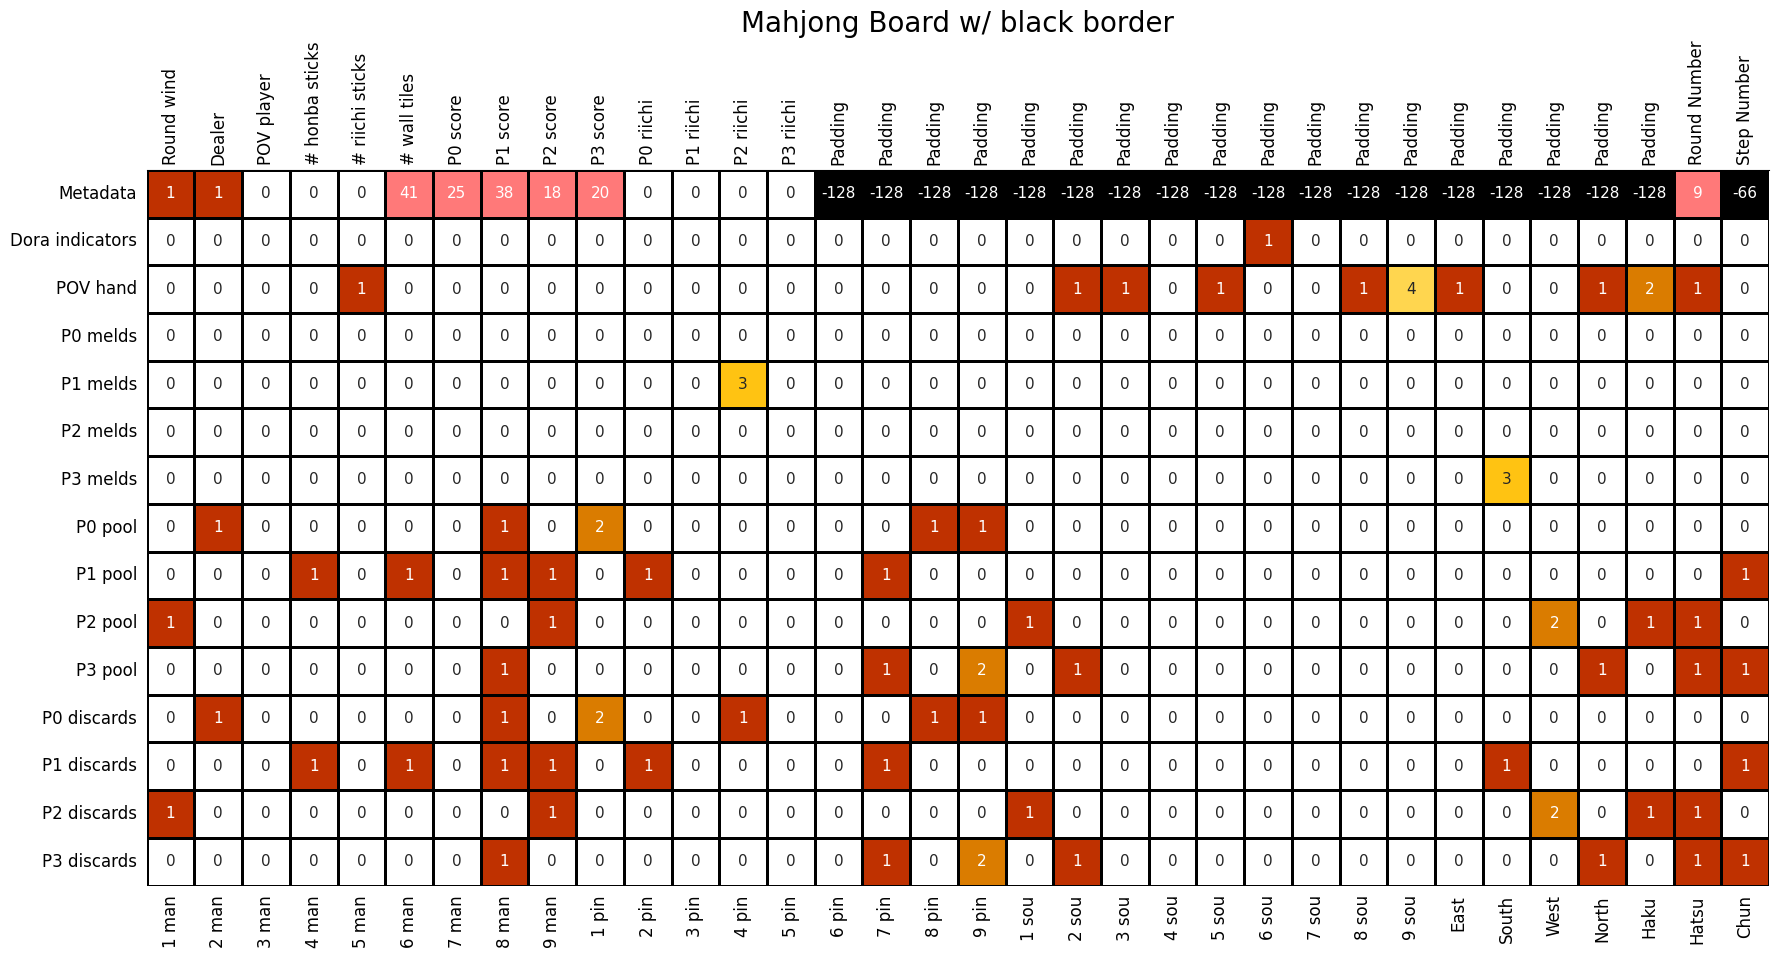 Mahjong Board w/ black border
Round wind Dealer POV player # honba sticks # riichi sticks # wall tiles P0 score P1 score P2 score P3 score P0 riichi P1 riichi P2 riichi P3 riichi Padding Padding Padding Padding Padding Padding Padding Padding Padding Padding Padding Padding Padding Padding Padding Padding Padding Padding Round Number Step Number
Metadata 1 1 0 0 0 41 25 38 18 20 0 0 0 0 -128 -128 -128 -128 -128 -128 -128 -128 -128 -128 -128 -128 -128 -128 -128 -128 -128 -128 9 -66
Dora indicators 0 0 0 0 0 0 0 0 0 0 0 0 0 0 0 0 0 0 0 0 0 0 0 1 0 0 0 0 0 0 0 0 0 0
POV hand 0 0 0 0 1 0 0 0 0 0 0 0 0 0 0 0 0 0 0 1 1 0 1 0 0 1 4 1 0 0 1 2 1 0
P0 melds 0 0 0 0 0 0 0 0 0 0 0 0 0 0 0 0 0 0 0 0 0 0 0 0 0 0 0 0 0 0 0 0 0 0
P1 melds 0 0 0 0 0 0 0 0 0 0 0 0 3 0 0 0 0 0 0 0 0 0 0 0 0 0 0 0 0 0 0 0 0 0
P2 melds 0 0 0 0 0 0 0 0 0 0 0 0 0 0 0 0 0 0 0 0 0 0 0 0 0 0 0 0 0 0 0 0 0 0
P3 melds 0 0 0 0 0 0 0 0 0 0 0 0 0 0 0 0 0 0 0 0 0 0 0 0 0 0 0 0 3 0 0 0 0 0
P0 pool 0 1 0 0 0 0 0 1 0 2 0 0 0 0 0 0 1 1 0 0 0 0 0 0 0 0 0 0 0 0 0 0 0 0
P1 pool 0 0 0 1 0 1 0 1 1 0 1 0 0 0 0 1 0 0 0 0 0 0 0 0 0 0 0 0 0 0 0 0 0 1
P2 pool 1 0 0 0 0 0 0 0 1 0 0 0 0 0 0 0 0 0 1 0 0 0 0 0 0 0 0 0 0 2 0 1 1 0
P3 pool 0 0 0 0 0 0 0 1 0 0 0 0 0 0 0 1 0 2 0 1 0 0 0 0 0 0 0 0 0 0 1 0 1 1
P0 discards 0 1 0 0 0 0 0 1 0 2 0 0 1 0 0 0 1 1 0 0 0 0 0 0 0 0 0 0 0 0 0 0 0 0
P1 discards 0 0 0 1 0 1 0 1 1 0 1 0 0 0 0 1 0 0 0 0 0 0 0 0 0 0 0 0 1 0 0 0 0 1
P2 discards 1 0 0 0 0 0 0 0 1 0 0 0 0 0 0 0 0 0 1 0 0 0 0 0 0 0 0 0 0 2 0 1 1 0
P3 discards 0 0 0 0 0 0 0 1 0 0 0 0 0 0 0 1 0 2 0 1 0 0 0 0 0 0 0 0 0 0 1 0 1 1
1 man 2 man 3 man 4 man 5 man 6 man 7 man 8 man 9 man 1 pin 2 pin 3 pin 4 pin 5 pin 6 pin 7 pin 8 pin 9 pin 1 sou 2 sou 3 sou 4 sou 5 sou 6 sou 7 sou 8 sou 9 sou East South West North Haku Hatsu Chun